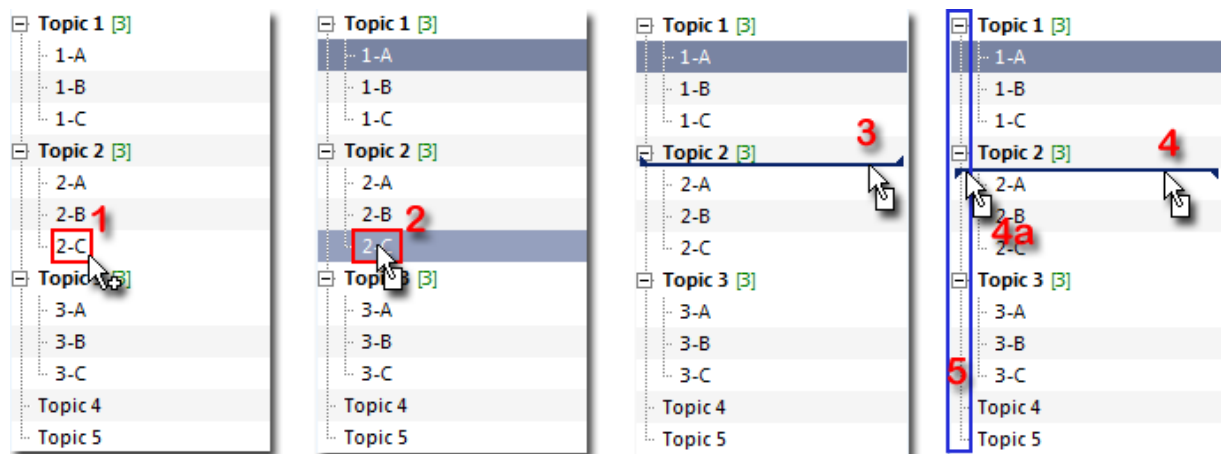 Topic 1 [3]
1-A
1-B
1-C
Topic 2 [3]
2-A
2-B
1
2-C
[3]
3-A
3-B
3-C
Topic 4
Topic 5
Topic 1 [3]
1-A
1-B
1-C
Topic 2 [3]
2-A
2-B
2
2-C
[3]
3-A
3-B
3-C
Topic 4
Topic 5
Topic 1 [3]
1-A
1-B
1-C
3
Topic 2 [3]
2-A
2-B
2-C
Topic 3 [3]
3-A
3-B
3-C
Topic 4
Topic 5
Topic 1 [3]
1-A
1-B
1-C
4
Topic 2 [3]
2-A
2-B
4a
2-C
Topic 3 [3]
3-A
3-B
5
3-C
Topic 4
Topic 5